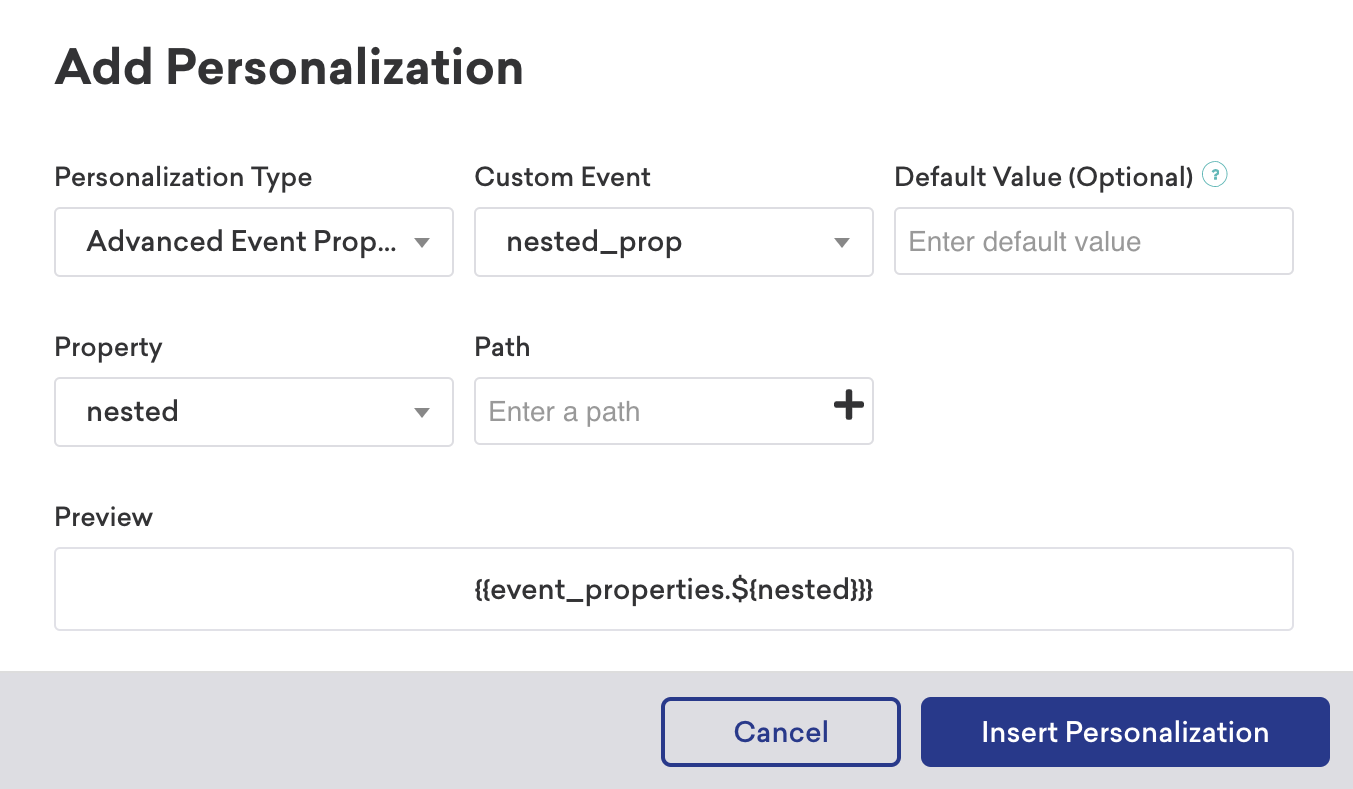 Add Personalization
Personalization Type
Custom Event
Default Value (Optional) ?
Advanced Event Prop...
nested_prop
Enter default value
Property
Path
nested
Enter a path
Preview
{{event_properties.${nested}}}
Cancel
Insert Personalization